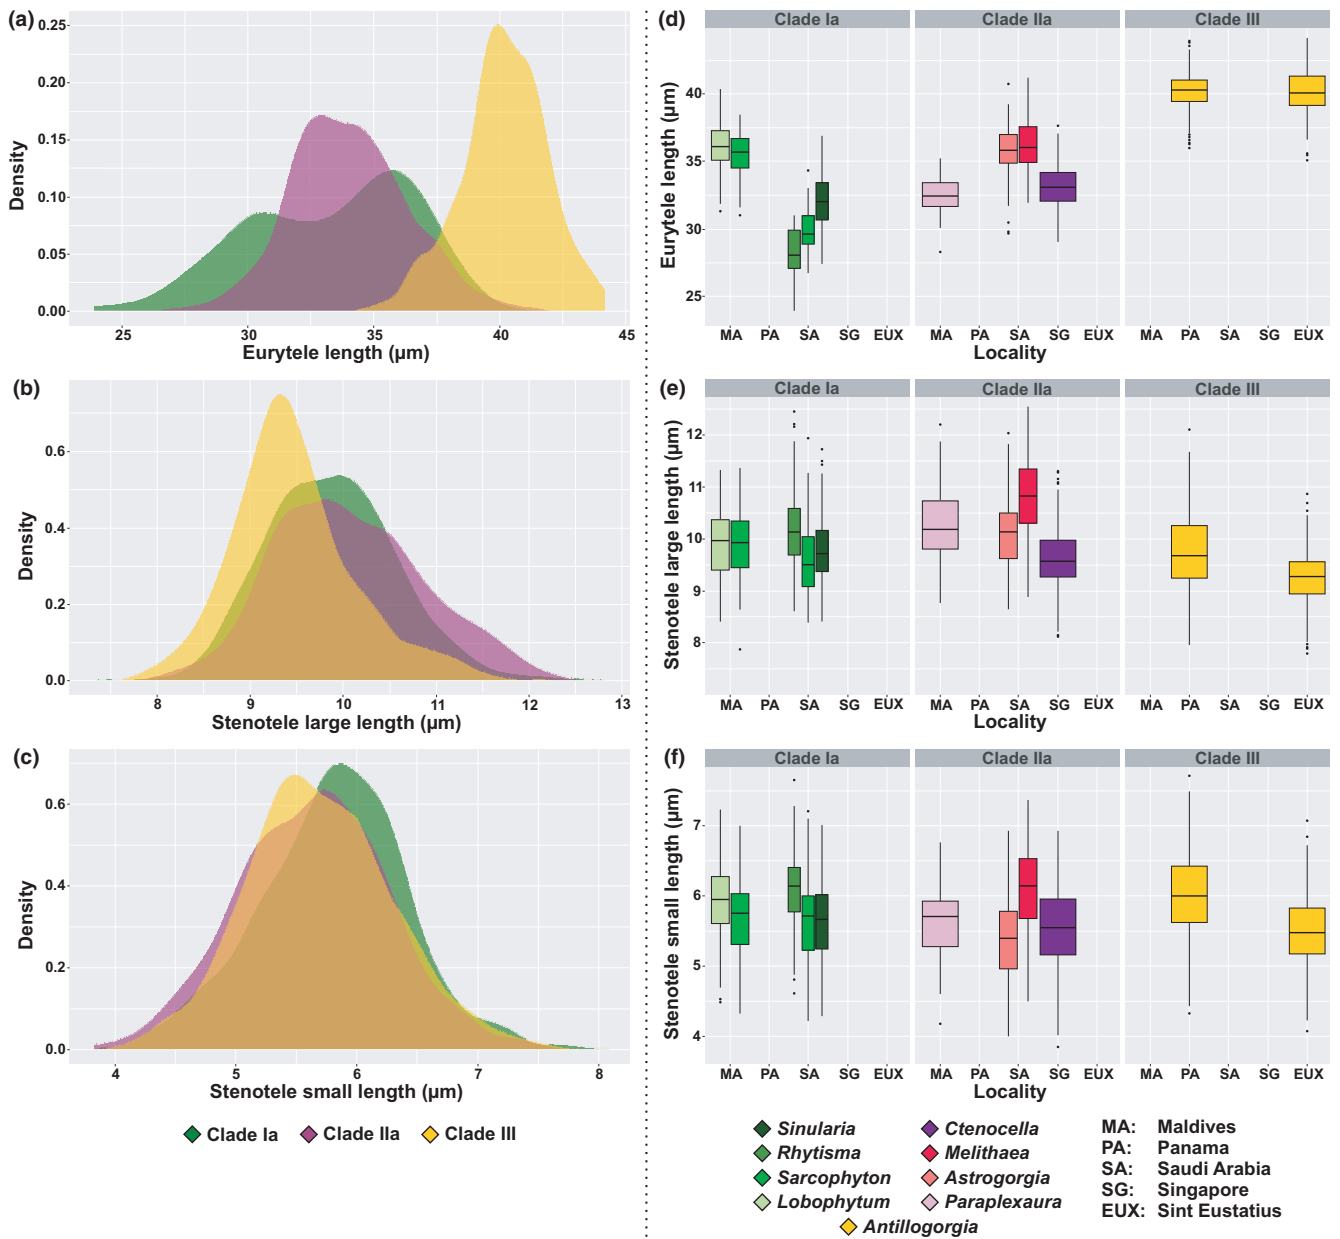 (a)
0.25
0.20
0.15
0.10
0.05
0.00
Density
25 30 35 40 45
Eurytele length (µm)
(b)
0.6
0.4
0.2
0.0
Density
8 9 10 11 12 13
Stenotele large length (µm)
(c)
0.6
0.4
0.2
0.0
Density
4 5 6 7 8
Stenotele small length (µm)
Clade Ia Clade IIa Clade III
(d)
Clade Ia Clade IIa Clade III
40
35
30
25
Eurytele length (µm)
MA PA SA SG EUX MA PA SA SG EUX MA PA SA SG EUX
Locality
(e)
Clade Ia Clade IIa Clade III
12
11
10
9
8
Stenotele large length (µm)
MA PA SA SG EUX MA PA SA SG EUX MA PA SA SG EUX
Locality
(f)
Clade Ia Clade IIa Clade III
7
6
5
4
Stenotele small length (µm)
MA PA SA SG EUX MA PA SA SG EUX MA PA SA SG EUX
Locality
Sinularia
Rhytisma
Sarcophyton
Lobophytum
Ctenocella
Melithaea
Astrogorgia
Paraplexaura
Antillogorgia
MA: Maldives
PA: Panama
SA: Saudi Arabia
SG: Singapore
EUX: Sint Eustatius